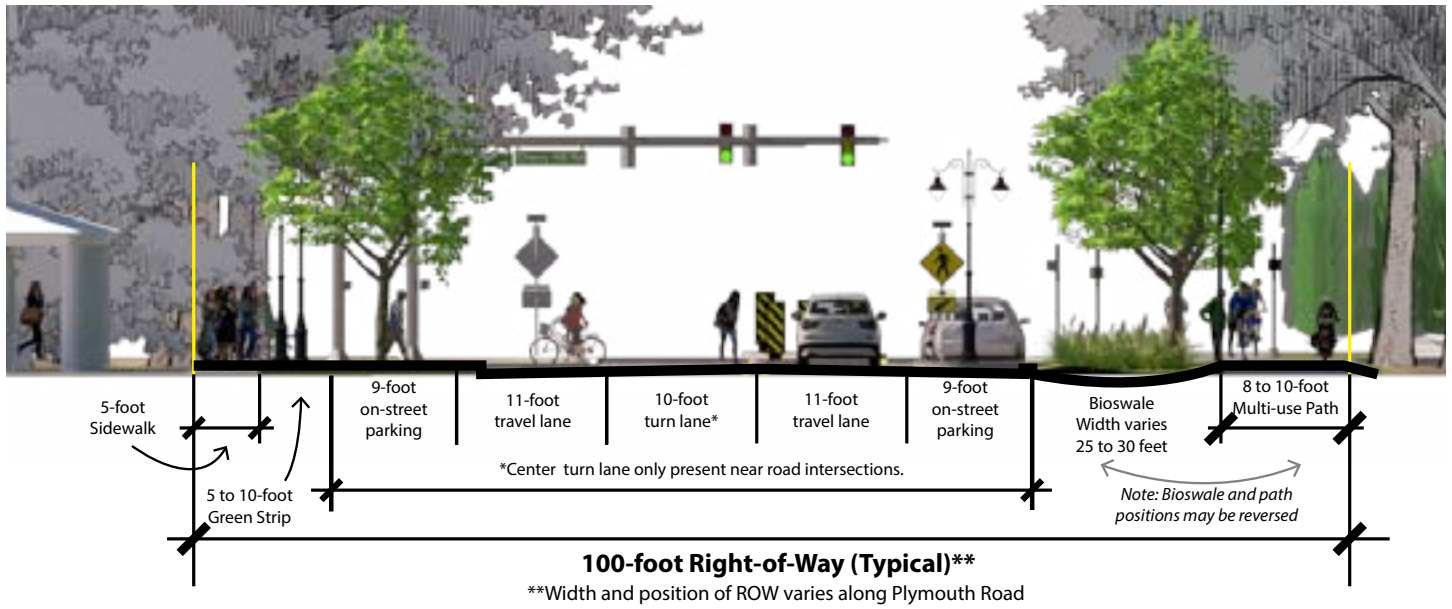 5-foot
Sidewalk
5 to 10-foot
Green Strip
9-foot
on-street
parking
11-foot
travel lane
10-foot
turn lane*
11-foot
travel lane
9-foot
on-street
parking
Bioswale
Width varies
25 to 30 feet
8 to 10-foot
Multi-use Path
*Center turn lane only present near road intersections.
Note: Bioswale and path
positions may be reversed
100-foot Right-of-Way (Typical)**
**Width and position of ROW varies along Plymouth Road